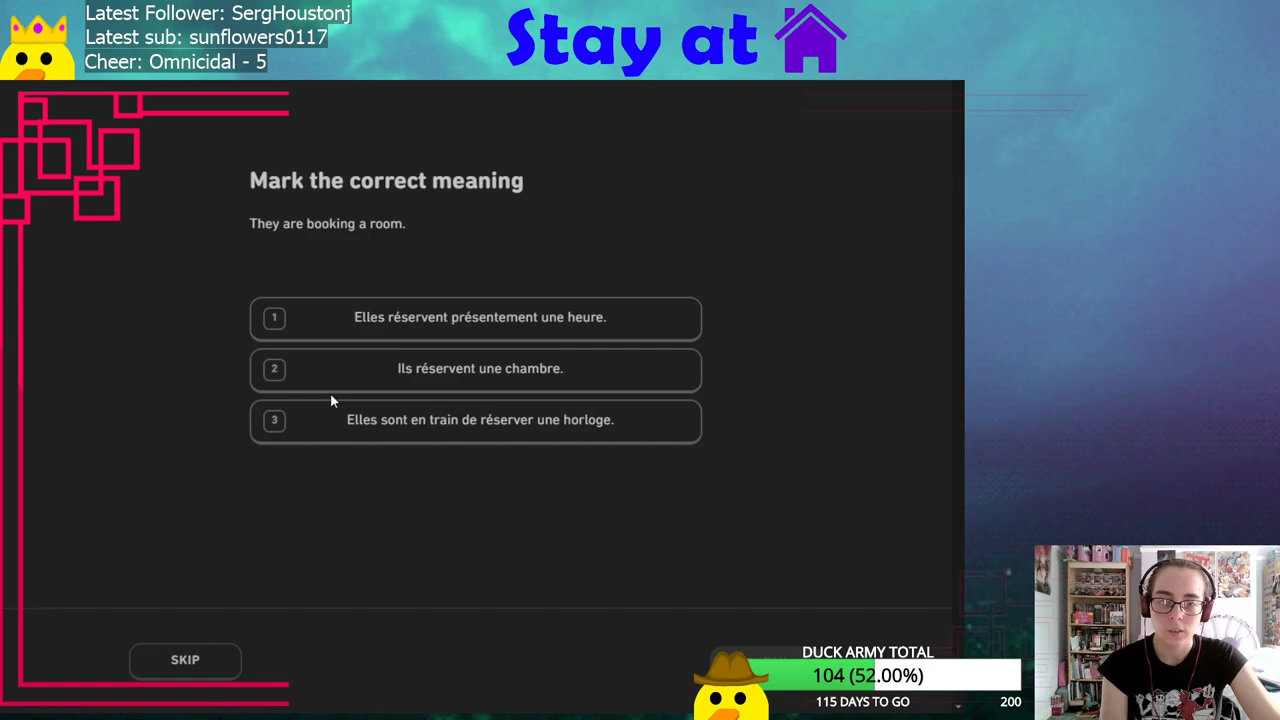 Latest Follower: SergHoustonj
Latest sub: sunflowers0117
Cheer: Omnicidal - 5
Stay at
Mark the correct meaning
They are booking a room.
1 Elles réservent présentement une heure.
2 Ils réservent une chambre.
3 Elles sont en train de réserver une horloge.
SKIP
DUCK ARMY TOTAL
104 (52.00%)
115 DAYS TO GO 200